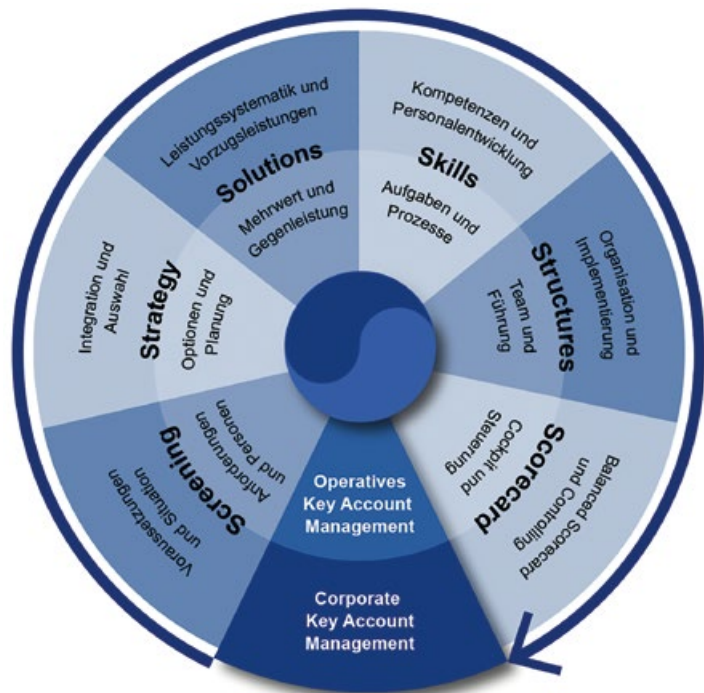 Voraussetzungen
und Situation
Screening
Anforderungen
und Personen
Integration und
Auswahl
Strategy
Optionen und
Planung
Leistungssystematik und
Vorzugsleistungen
Solutions
Mehrwert und
Gegenleistung
Kompetenzen und
Personalentwicklung
Skills
Aufgaben und
Prozesse
Organisation und
Implementierung
Structures
Team und
Führung
Balanced Scorecard
und Controlling
Scorecard
Cockpit und
Steuerung
Operatives
Key Account
Management
Corporate
Key Account
Management